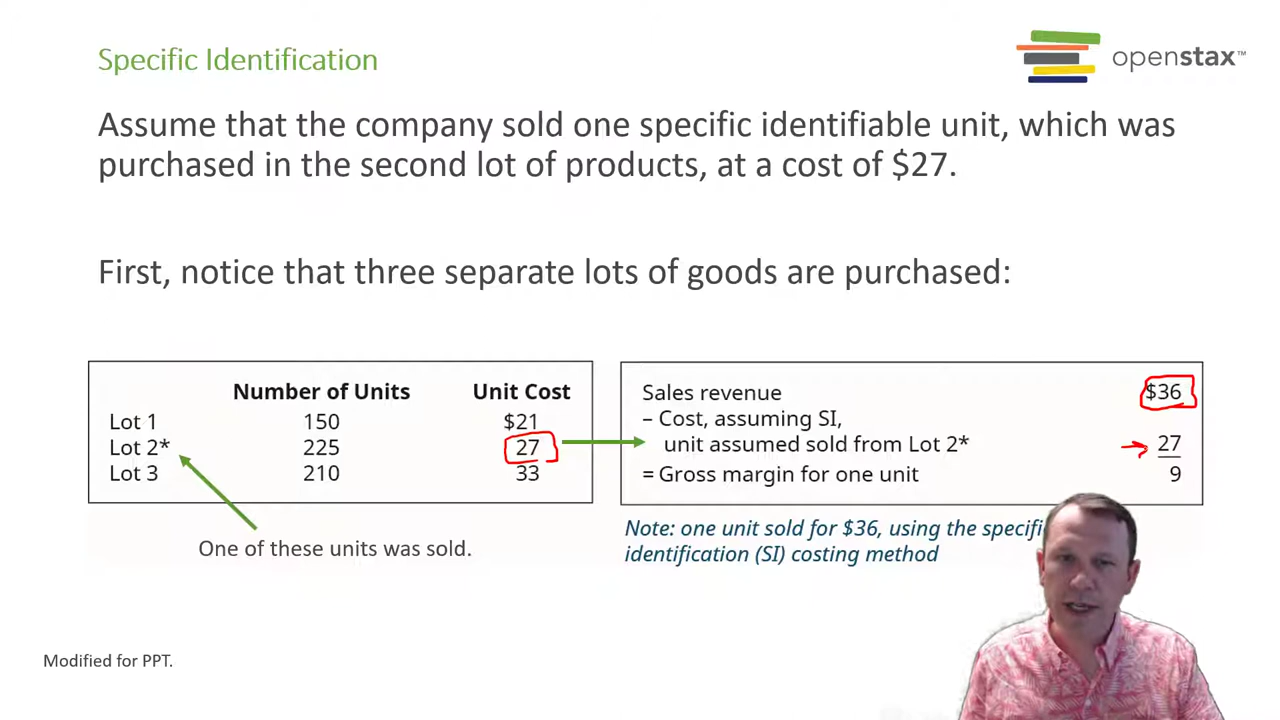 Specific Identification
openstax™
Assume that the company sold one specific identifiable unit, which was
purchased in the second lot of products, at a cost of $27.
First, notice that three separate lots of goods are purchased:
Number of Units Unit Cost
Lot 1 150 $21
Lot 2* 225 27
Lot 3 210 33
One of these units was sold.
Sales revenue $36
– Cost, assuming SI,
unit assumed sold from Lot 2* 27
= Gross margin for one unit 9
Note: one unit sold for $36, using the
identification (SI) costing method
Modified for PPT.